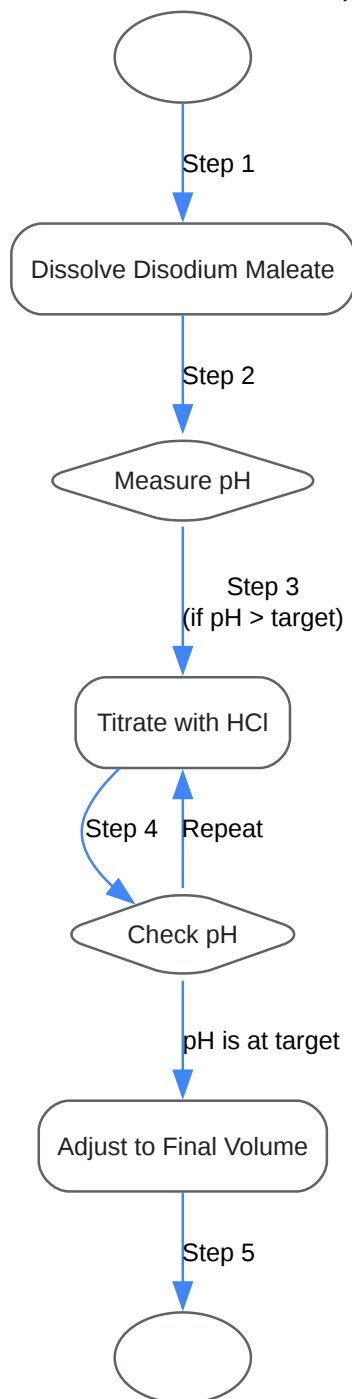 Step 1
Dissolve Disodium Maleate
Step 2
Measure pH
Step 3
(if pH > target)
Titrate with HCl
Step 4
Repeat
Check pH
pH is at target
Adjust to Final Volume
Step 5